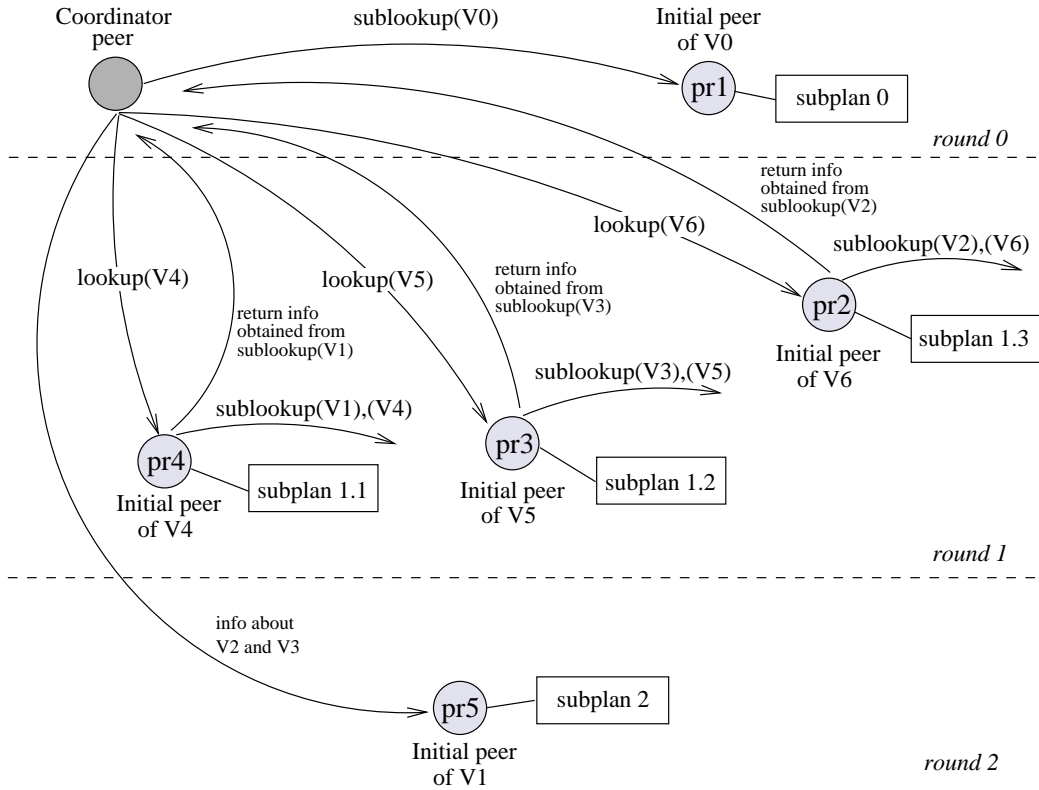 Coordinator
peer
sublookup(V0)
Initial peer
of V0
pr1
subplan 0
round 0
return info
obtained from
sublookup(V2)
lookup(V6)
sublookup(V2),(V6)
lookup(V4)
lookup(V5)
return info
obtained from
sublookup(V3)
pr2
subplan 1.3
return info
obtained from
sublookup(V1)
Initial peer
of V6
sublookup(V3),(V5)
sublookup(V1),(V4)
pr4
pr3
subplan 1.1
subplan 1.2
Initial peer
of V4
Initial peer
of V5
round 1
info about
V2 and V3
pr5
subplan 2
Initial peer
of V1
round 2